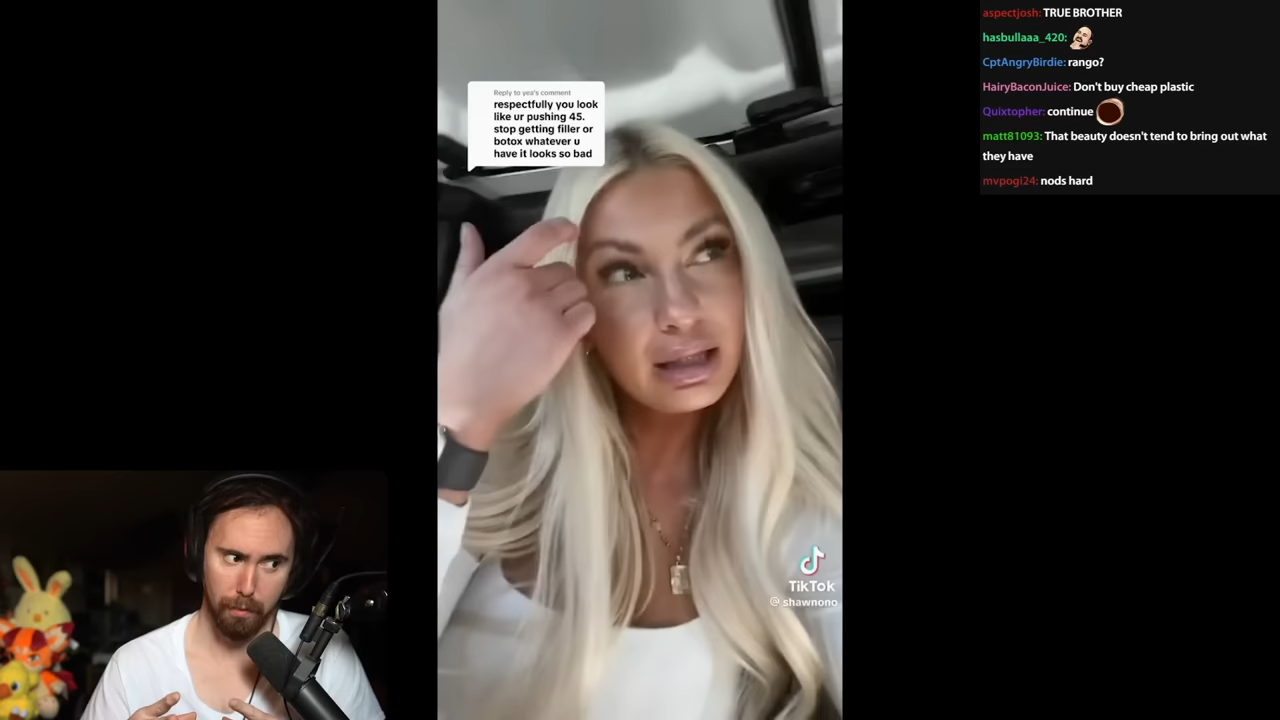 Reply to yea's comment
respectfully you look
like ur pushing 45.
stop getting filler or
botox whatever u
have it looks so bad
aspectjosh: TRUE BROTHER
hasbullaaa_420:
CptAngryBirdie: rango?
HairyBaconJuice: Don't buy cheap plastic
Quixtopher: continue
matt81093: That beauty doesn't tend to bring out what
they have
mvpogi24: nods hard
TikTok
@ shawnono